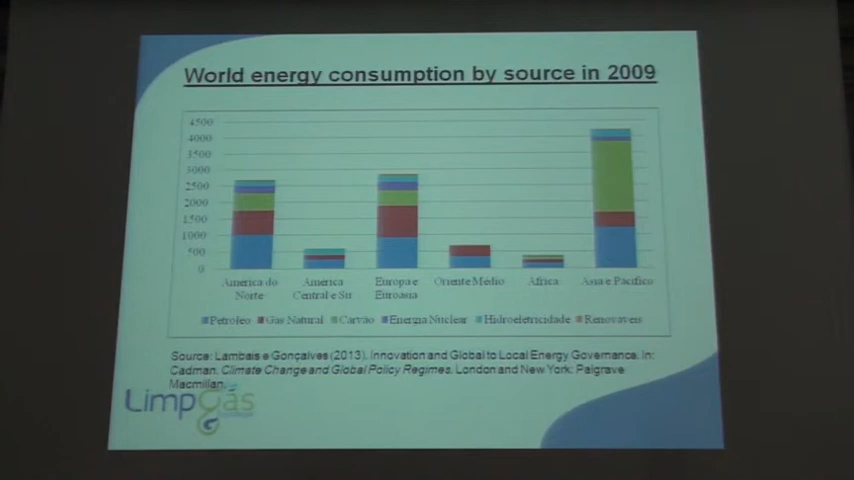 World energy consumption by source in 2009
4500
4000
3500
3000
2500
2000
1500
1000
500
0
America do Norte
America Central e Sul
Europa e Euroasia
Oriente Médio
Africa
Asia e Pacifico
Petroleo Gas Natural Carvão Energia Nuclear Hidroeletricidade Renovaveis
Source: Lambais e Gonçalves (2013). Innovation and Global to Local Energy Governance. In:
Cadman, Climate Change and Global Policy Regimes. London and New York: Palgrave
Macmillan.
Limpgás